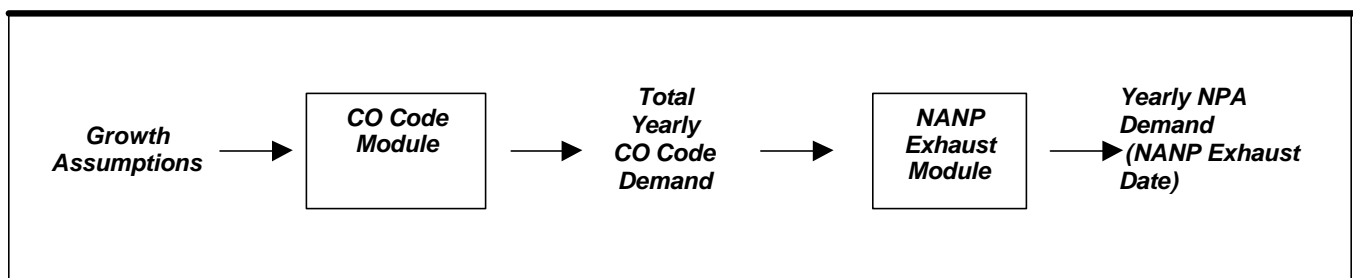 Growth
Assumptions
CO Code
Module
Total
Yearly
CO Code
Demand
NANP
Exhaust
Module
Yearly NPA
Demand
(NANP Exhaust
Date)